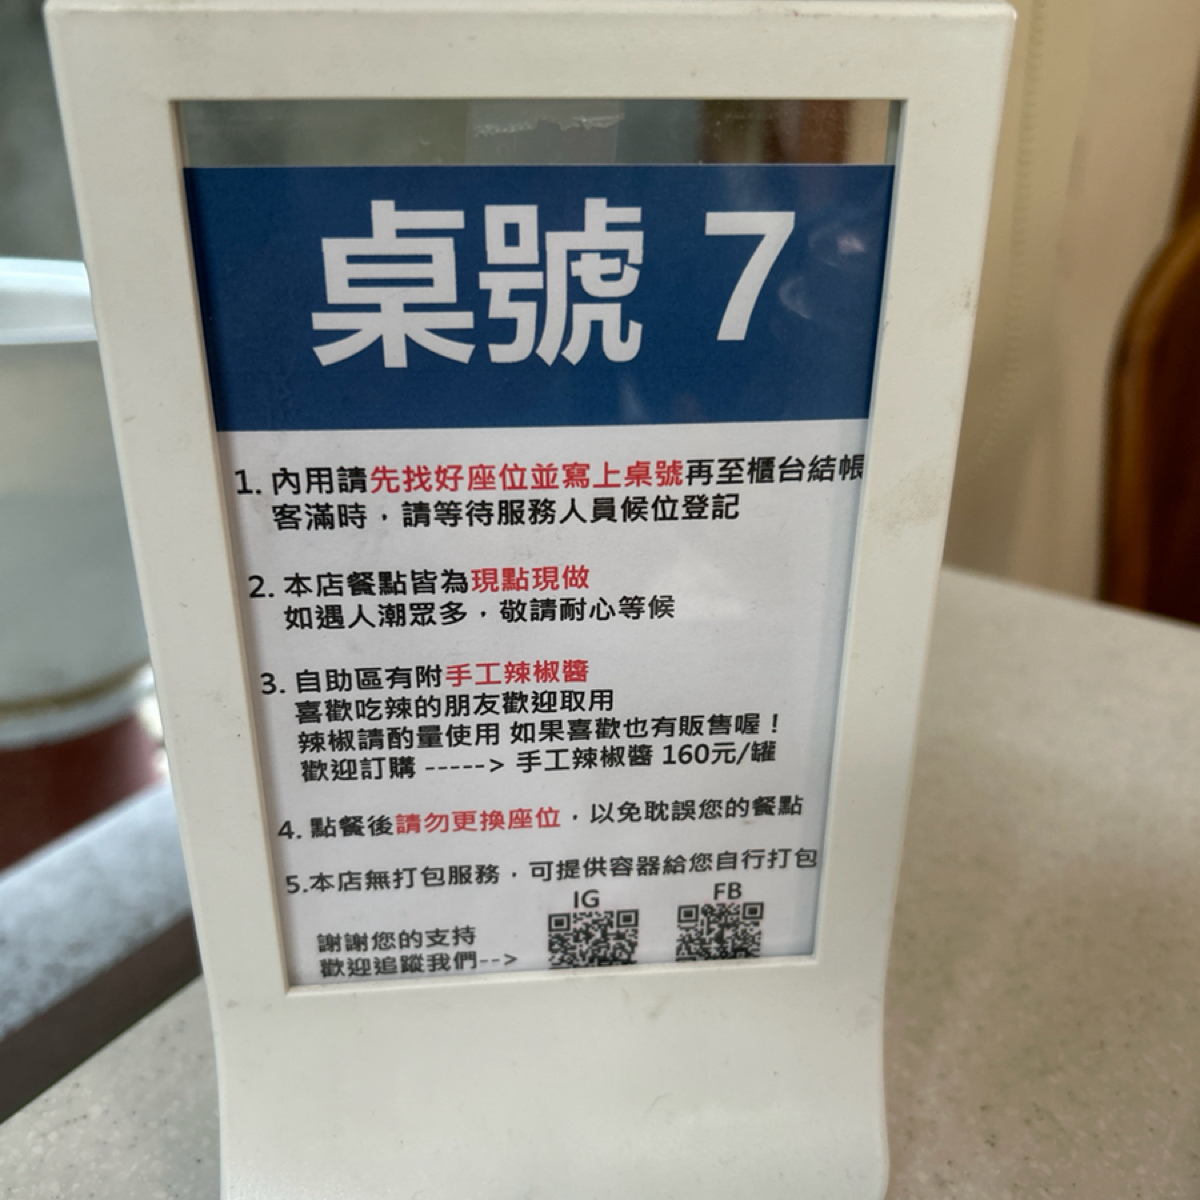 桌號 7
1. 內用請先找好座位並寫上桌號再至櫃台結帳
客滿時，請等待服務人員候位登記
2. 本店餐點皆為現點現做
如遇人潮眾多，敬請耐心等候
3. 自助區有附手工辣椒醬
喜歡吃辣的朋友歡迎取用
辣椒請酌量使用 如果喜歡也有販售喔！
歡迎訂購 -----> 手工辣椒醬 160元/罐
4. 點餐後請勿更換座位，以免耽誤您的餐點
5.本店無打包服務，可提供容器給您自行打包
IG FB
謝謝您的支持
歡迎追蹤我們-->